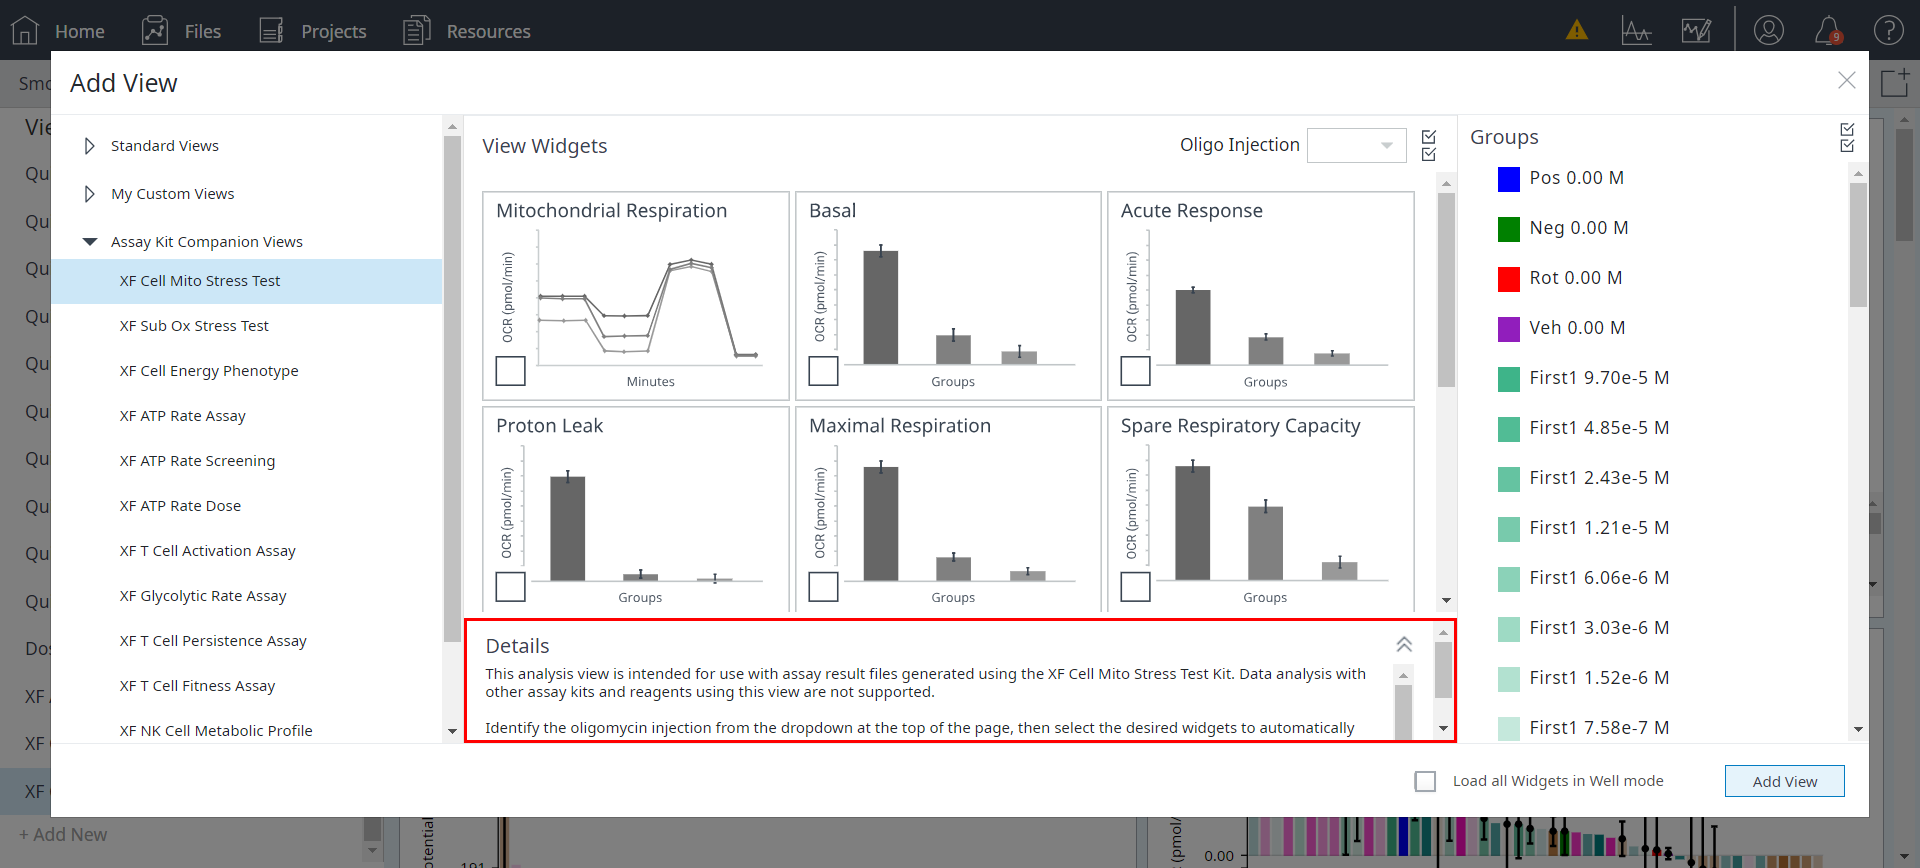 Home
Files
Projects
Resources
9
Add View
Standard Views
My Custom Views
Assay Kit Companion Views
XF Cell Mito Stress Test
XF Sub Ox Stress Test
XF Cell Energy Phenotype
XF ATP Rate Assay
XF ATP Rate Screening
XF ATP Rate Dose
XF T Cell Activation Assay
XF Glycolytic Rate Assay
XF T Cell Persistence Assay
XF T Cell Fitness Assay
XF NK Cell Metabolic Profile
View Widgets
Oligo Injection
Mitochondrial Respiration
OCR (pmol/min)
Minutes
Basal
OCR (pmol/min)
Groups
Acute Response
OCR (pmol/min)
Groups
Proton Leak
OCR (pmol/min)
Groups
Maximal Respiration
OCR (pmol/min)
Groups
Spare Respiratory Capacity
OCR (pmol/min)
Groups
Details
This analysis view is intended for use with assay result files generated using the XF Cell Mito Stress Test Kit. Data analysis with
other assay kits and reagents using this view are not supported.
Identify the oligomycin injection from the dropdown at the top of the page, then select the desired widgets to automatically
Groups
Pos 0.00 M
Neg 0.00 M
Rot 0.00 M
Veh 0.00 M
First1 9.70e-5 M
First1 4.85e-5 M
First1 2.43e-5 M
First1 1.21e-5 M
First1 6.06e-6 M
First1 3.03e-6 M
First1 1.52e-6 M
First1 7.58e-7 M
Load all Widgets in Well mode
Add View
+ Add New
0.00